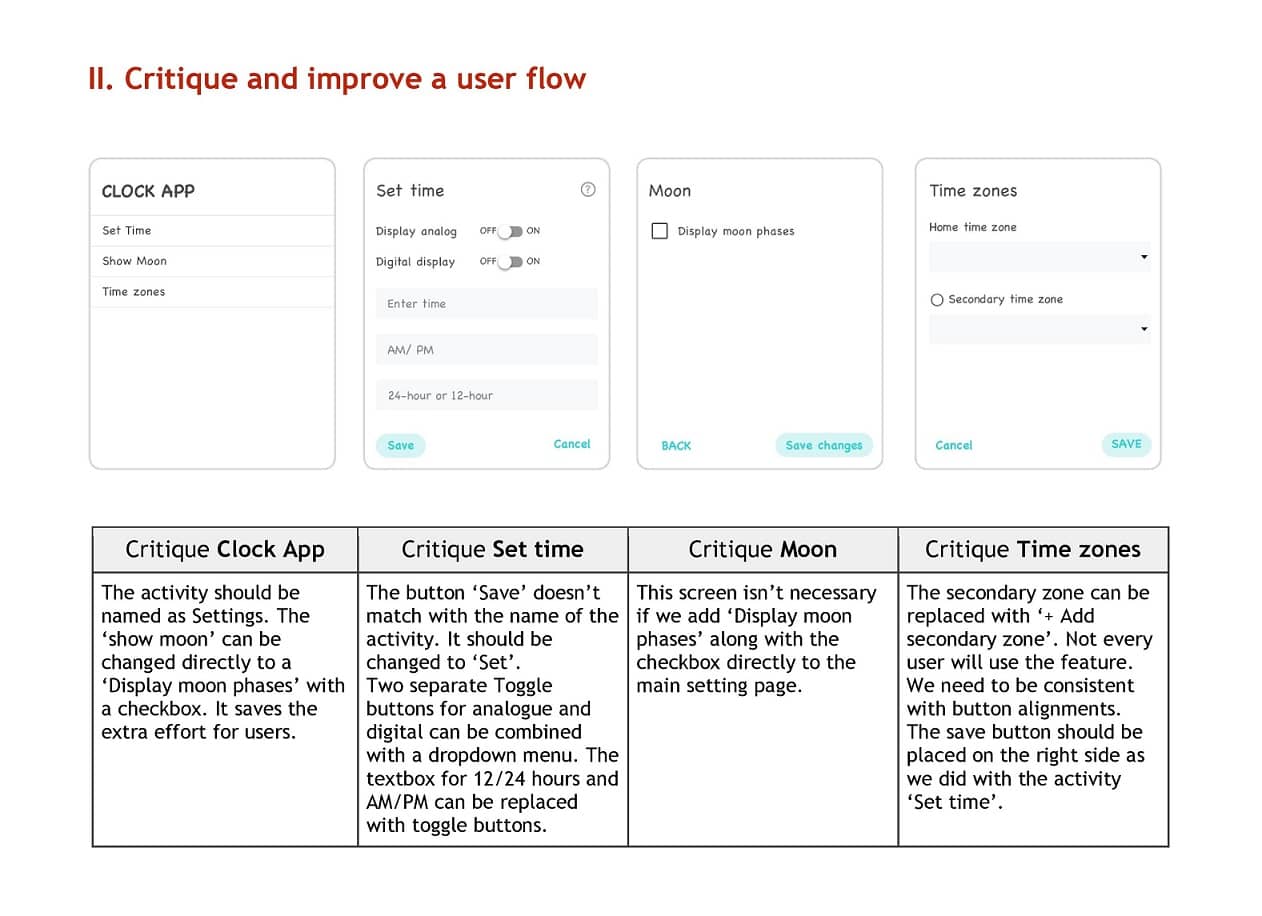 II. Critique and improve a user flow
CLOCK APP
Set Time
Show Moon
Time zones
Set time
?
Display analog OFF ON
Digital display OFF ON
Enter time
AM/ PM
24-hour or 12-hour
Save Cancel
Moon
Display moon phases
BACK Save changes
Time zones
Home time zone
Secondary time zone
Cancel SAVE
Critique Clock App
The activity should be
named as Settings. The
‘show moon’ can be
changed directly to a
‘Display moon phases’ with
a checkbox. It saves the
extra effort for users.
Critique Set time
The button ‘Save’ doesn’t
match with the name of the
activity. It should be
changed to ‘Set’.
Two separate Toggle
buttons for analogue and
digital can be combined
with a dropdown menu. The
textbox for 12/24 hours and
AM/PM can be replaced
with toggle buttons.
Critique Moon
This screen isn’t necessary
if we add ‘Display moon
phases’ along with the
checkbox directly to the
main setting page.
Critique Time zones
The secondary zone can be
replaced with ‘+ Add
secondary zone’. Not every
user will use the feature.
We need to be consistent
with button alignments.
The save button should be
placed on the right side as
we did with the activity
‘Set time’.